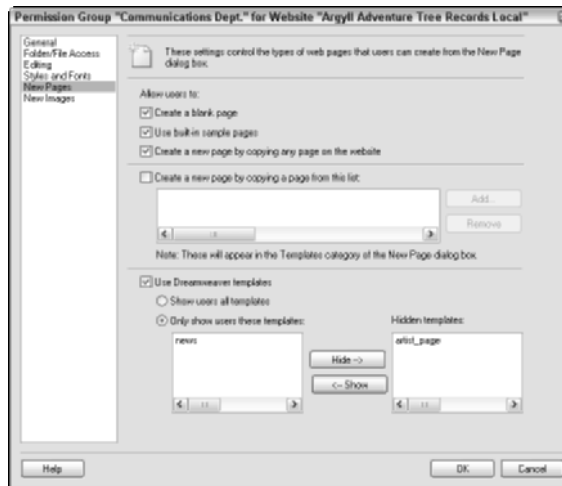 Permission Group "Communications Dept." for Website "Argyll Adventure Tree Records Local"
General
Folder/File Access
Editing
Styles and Fonts
New Pages
New Images
These settings control the types of web pages that users can create from the New Page
dialog box.
Allow users to:
Create a blank page
Use built-in sample pages
Create a new page by copying any page on the website
Create a new page by copying a page from this list:
Add...
Remove
Note: These will appear in the Templates category of the New Page dialog box.
Use Dreamweaver templates
Show users all templates
Only show users these templates:
Hidden templates:
news
artist_page
Hide -->
<-- Show
Help
OK
Cancel